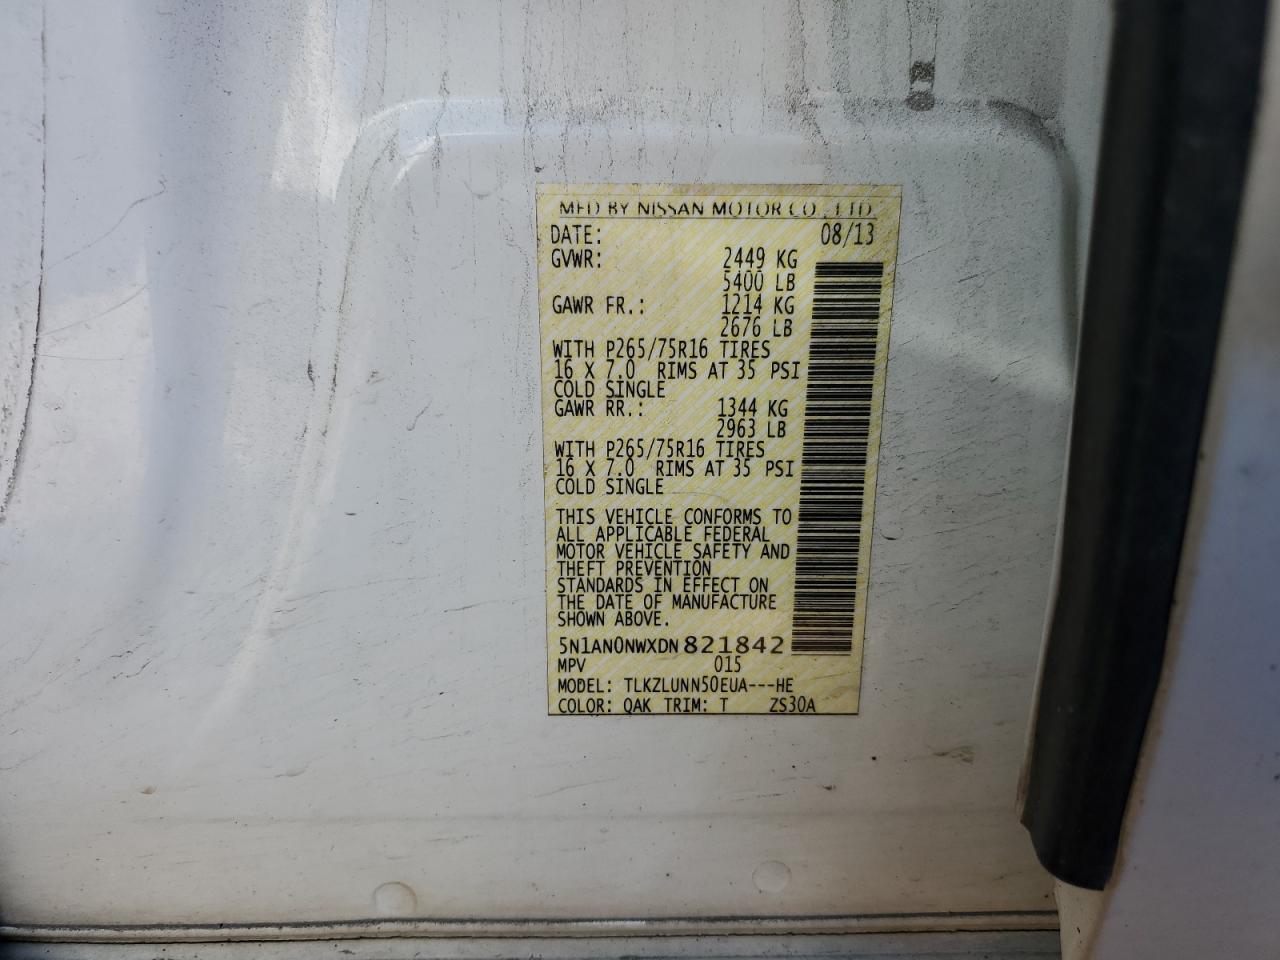 MFD BY NISSAN MOTOR CO., LTD.
DATE: 08/13
GVWR: 2449 KG
5400 LB
GAWR FR.: 1214 KG
2676 LB
WITH P265/75R16 TIRES
16 X 7.0 RIMS AT 35 PSI
COLD SINGLE
GAWR RR.: 1344 KG
2963 LB
WITH P265/75R16 TIRES
16 X 7.0 RIMS AT 35 PSI
COLD SINGLE
THIS VEHICLE CONFORMS TO
ALL APPLICABLE FEDERAL
MOTOR VEHICLE SAFETY AND
THEFT PREVENTION
STANDARDS IN EFFECT ON
THE DATE OF MANUFACTURE
SHOWN ABOVE.
5N1AN0NWXDN821842
MPV 015
MODEL: TLKZLUNN50EUA---HE
COLOR: QAK TRIM: T ZS30A